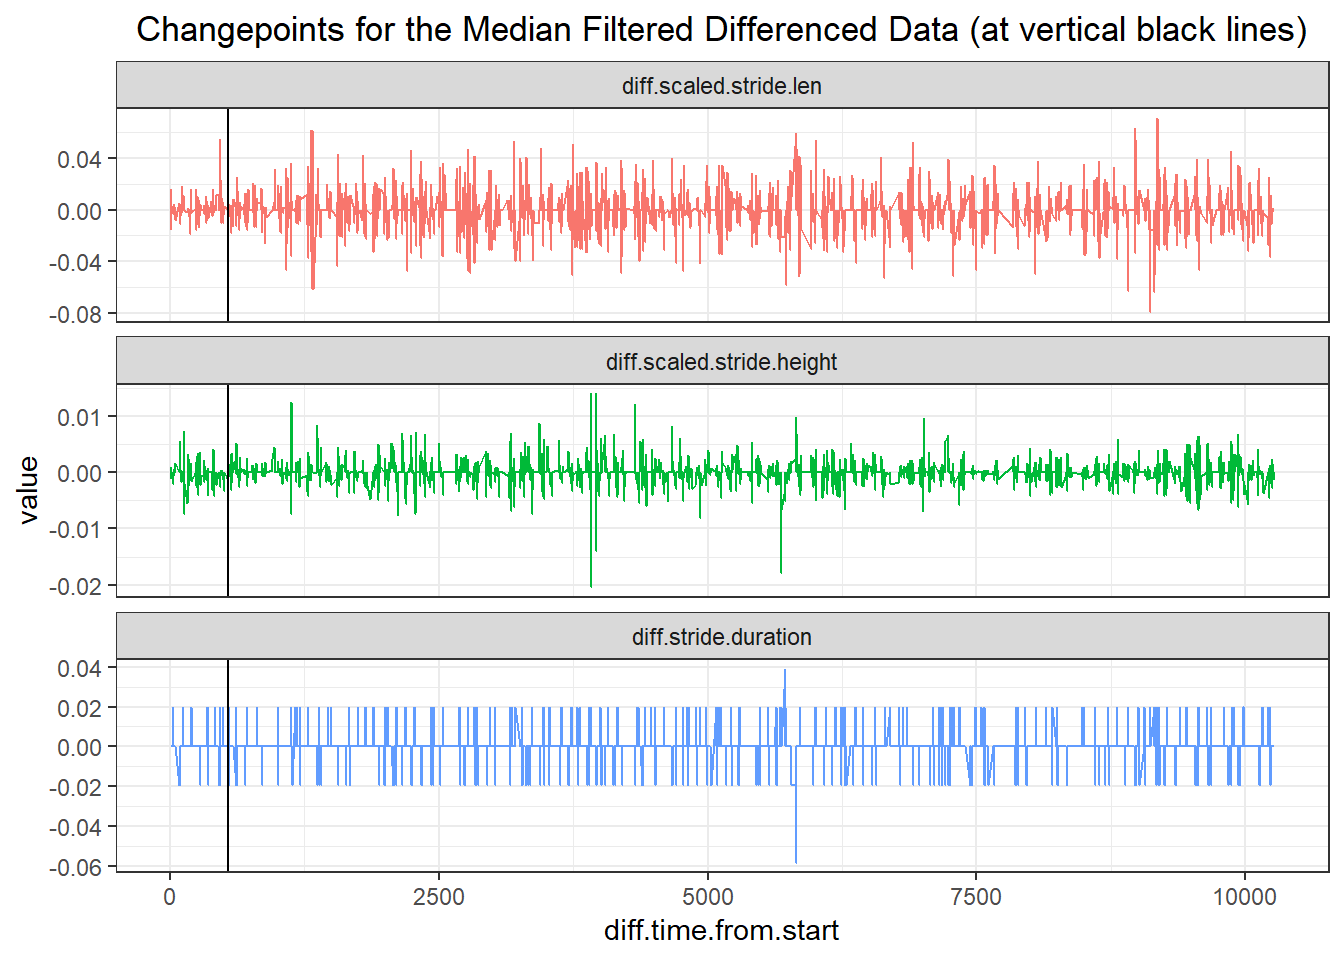 Changepoints for the Median Filtered Differenced Data (at vertical black lines)
diff.scaled.stride.len
0.04
0.00
-0.04
-0.08
diff.scaled.stride.height
0.01
0.00
-0.01
-0.02
value
diff.stride.duration
0.04
0.02
0.00
-0.02
-0.04
-0.06
0 2500 5000 7500 10000
diff.time.from.start